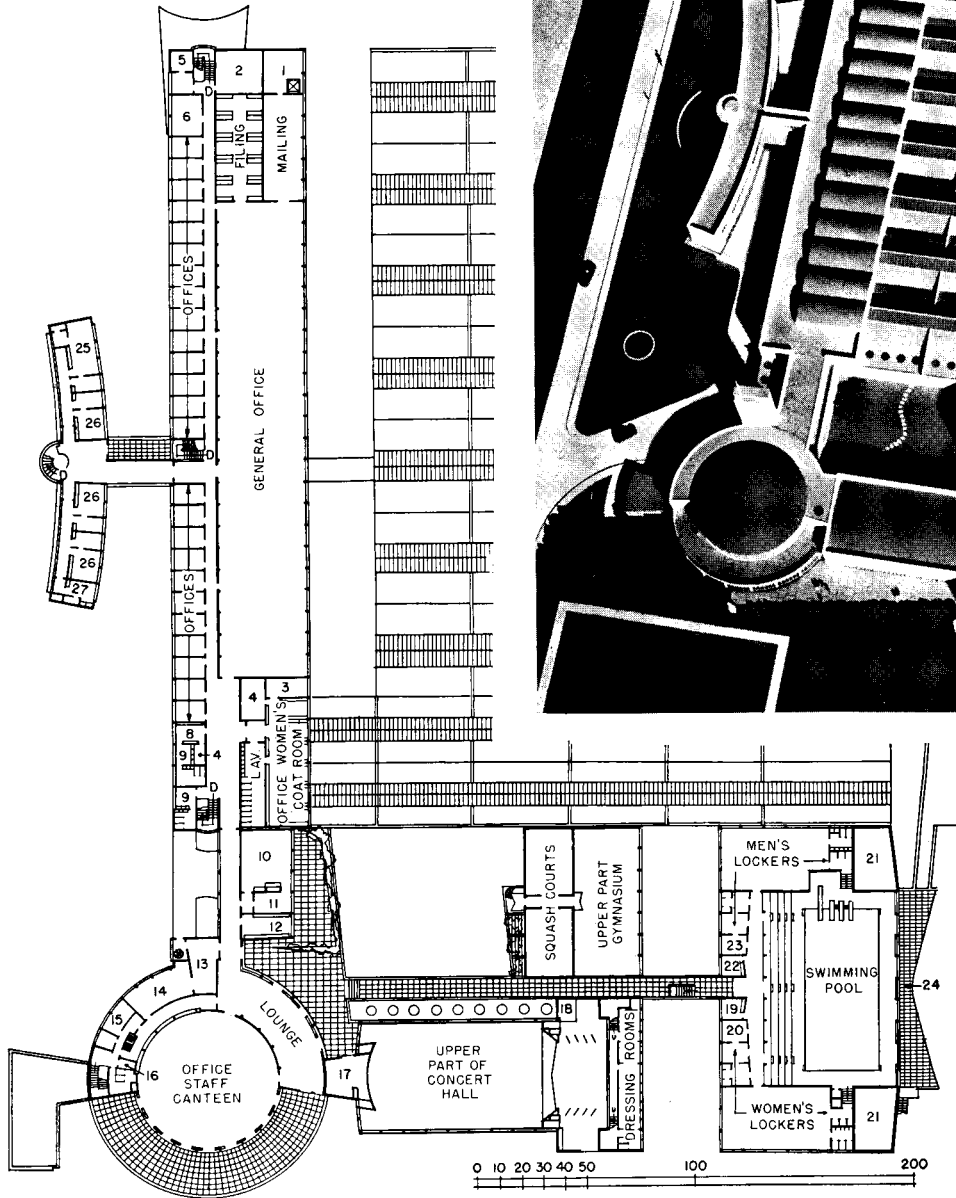 5
2
1
D
6
FILING
MAILING
OFFICES
GENERAL OFFICE
25
26
D
D
26
26
27
OFFICES
4
3
8
9
4
LAV.
OFFICE WOMEN'S
COAT ROOM
9
D
10
11
12
13
14
15
16
LOUNGE
OFFICE
STAFF
CANTEEN
17
UPPER
PART OF
CONCERT
HALL
18
DRESSING ROOMS
SQUASH COURTS
UPPER PART
GYMNASIUM
MEN'S
LOCKERS
21
23
22
SWIMMING
POOL
24
19
20
WOMEN'S
LOCKERS
21
0 10 20 30 40 50 100 200